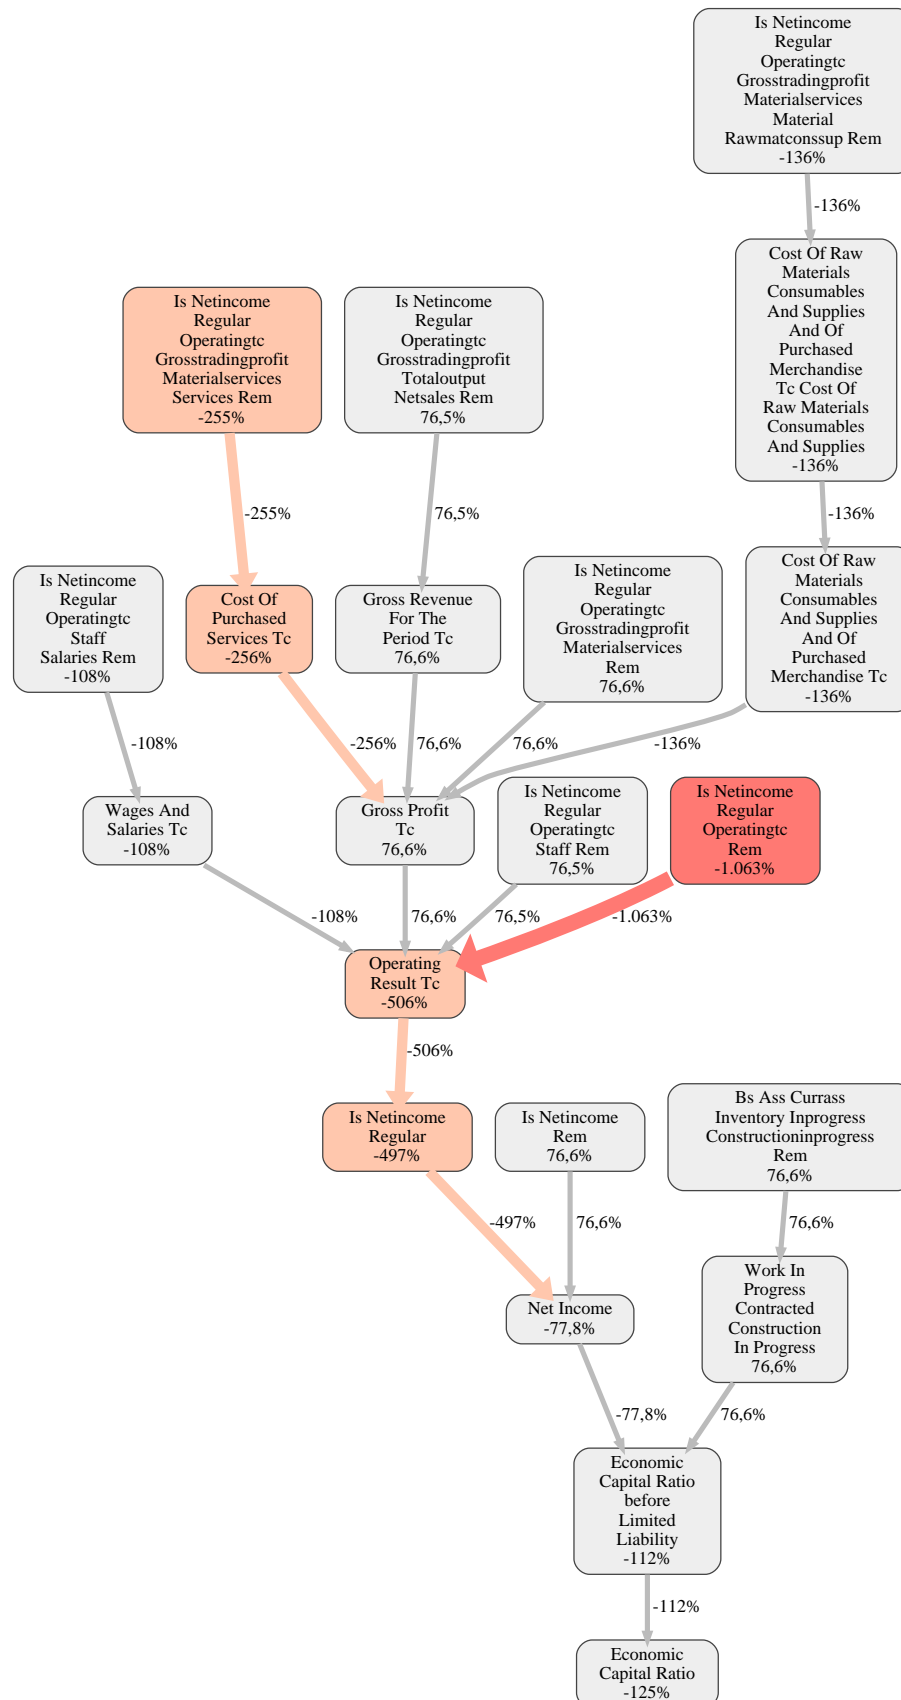 Is Netincome
Regular
Operatingtc
Grosstradingprofit
Materialservices
Material
Rawmatconssup Rem
-136%
-136%
Cost Of Raw
Materials
Consumables
And Supplies
And Of
Purchased
Merchandise
Tc Cost Of
Raw Materials
Consumables
And Supplies
-136%
Is Netincome
Regular
Operatingtc
Grosstradingprofit
Materialservices
Services Rem
-255%
Is Netincome
Regular
Operatingtc
Grosstradingprofit
Totaloutput
Netsales Rem
76,5%
-255%
76,5%
-136%
Is Netincome
Regular
Operatingtc
Staff
Salaries Rem
-108%
Cost Of
Purchased
Services Tc
-256%
Gross Revenue
For The
Period Tc
76,6%
Is Netincome
Regular
Operatingtc
Grosstradingprofit
Materialservices
Rem
76,6%
Cost Of Raw
Materials
Consumables
And Supplies
And Of
Purchased
Merchandise Tc
-136%
-108%
-256%
76,6%
76,6%
-136%
Wages And
Salaries Tc
-108%
Gross Profit
Tc
76,6%
Is Netincome
Regular
Operatingtc
Staff Rem
76,5%
Is Netincome
Regular
Operatingtc
Rem
-1.063%
-108%
76,6%
76,5%
-1.063%
Operating
Result Tc
-506%
-506%
Is Netincome
Regular
-497%
Is Netincome
Rem
76,6%
Bs Ass Currass
Inventory Inprogress
Constructioninprogress
Rem
76,6%
-497%
76,6%
76,6%
Net Income
-77,8%
Work In
Progress
Contracted
Construction
In Progress
76,6%
-77,8%
76,6%
Economic
Capital Ratio
before
Limited
Liability
-112%
-112%
Economic
Capital Ratio
-125%